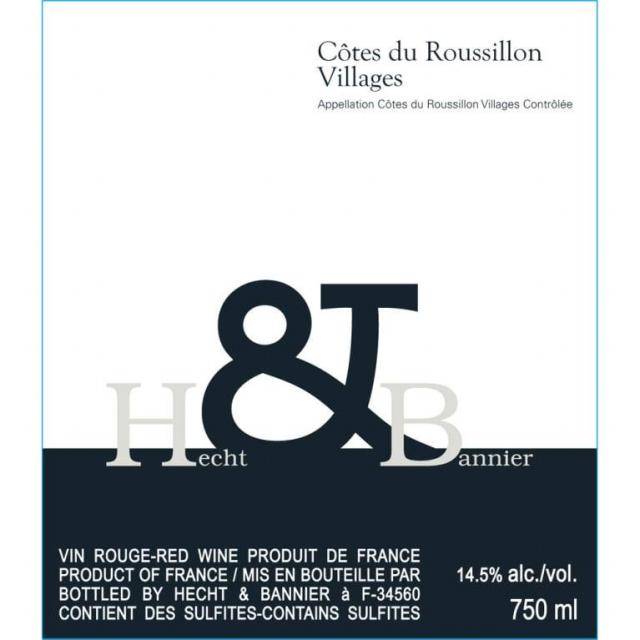 Côtes du Roussillon
Villages
Appellation Côtes du Roussillon Villages Contrôlée
Hecht & Bannier
VIN ROUGE-RED WINE PRODUIT DE FRANCE
PRODUCT OF FRANCE / MIS EN BOUTEILLE PAR
BOTTLED BY HECHT & BANNIER à F-34560
CONTIENT DES SULFITES-CONTAINS SULFITES
14.5% alc./vol.
750 ml